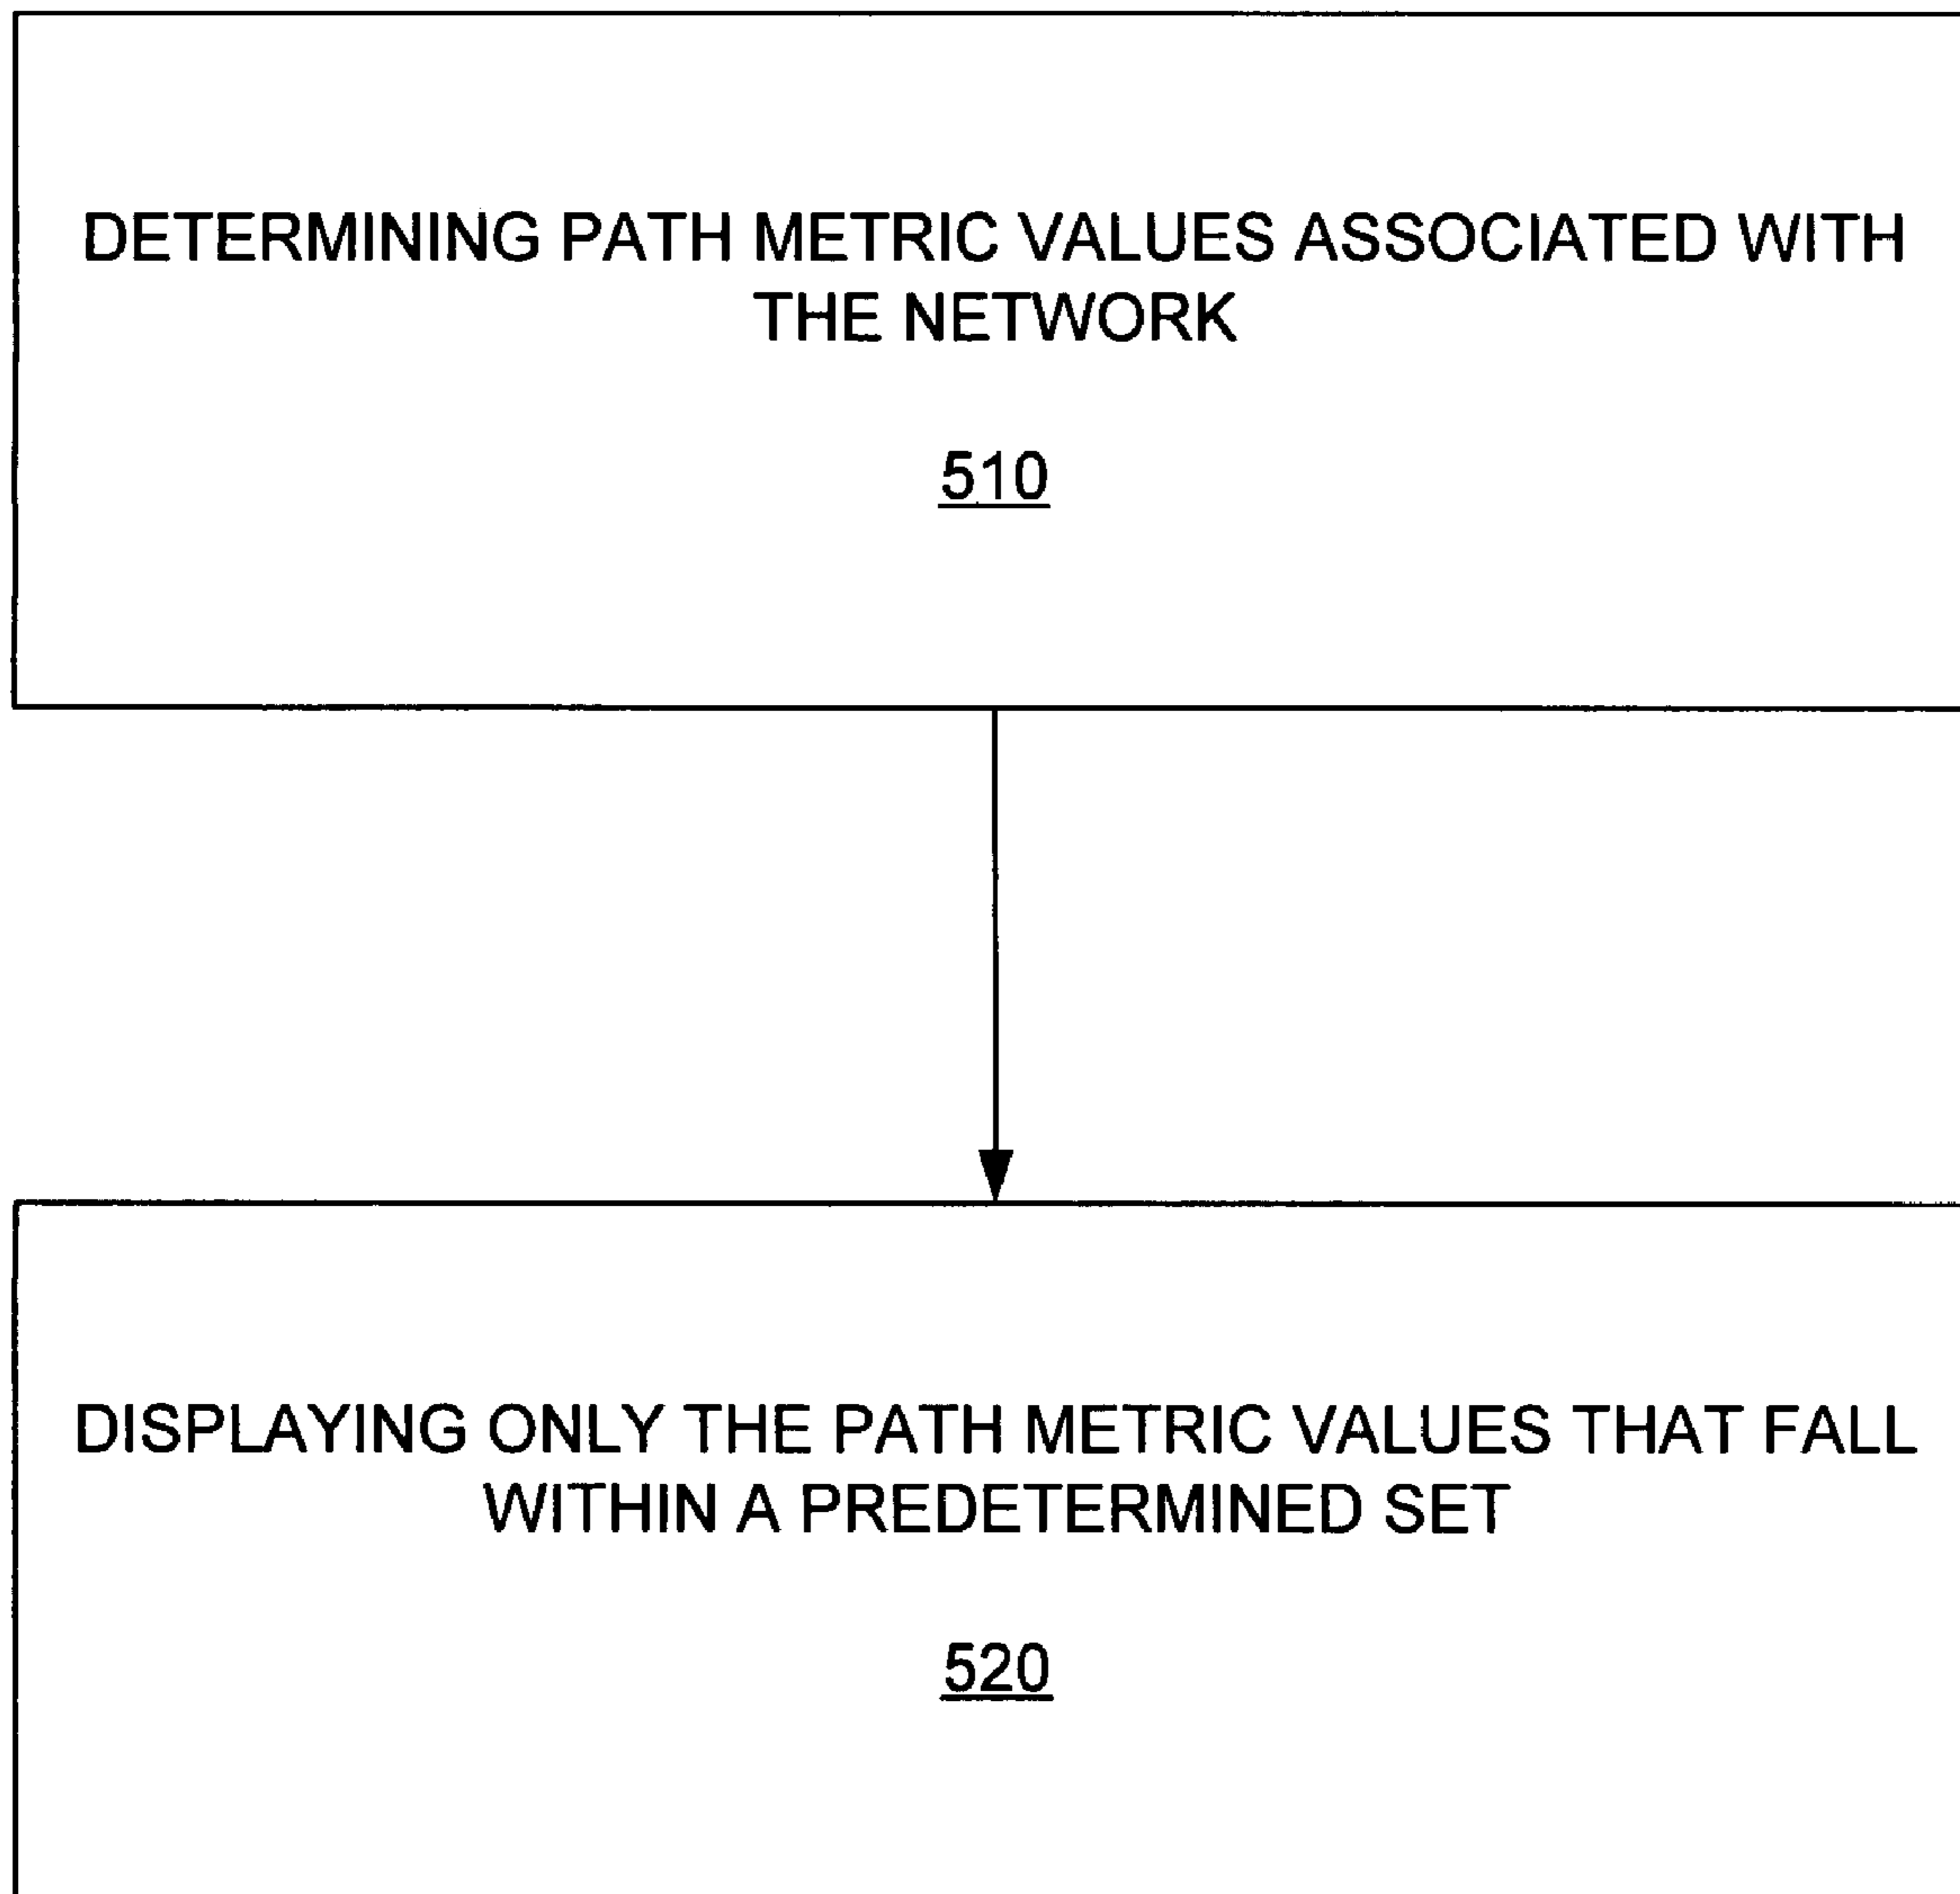 DETERMINING PATH METRIC VALUES ASSOCIATED WITH
THE NETWORK
510
DISPLAYING ONLY THE PATH METRIC VALUES THAT FALL
WITHIN A PREDETERMINED SET
520